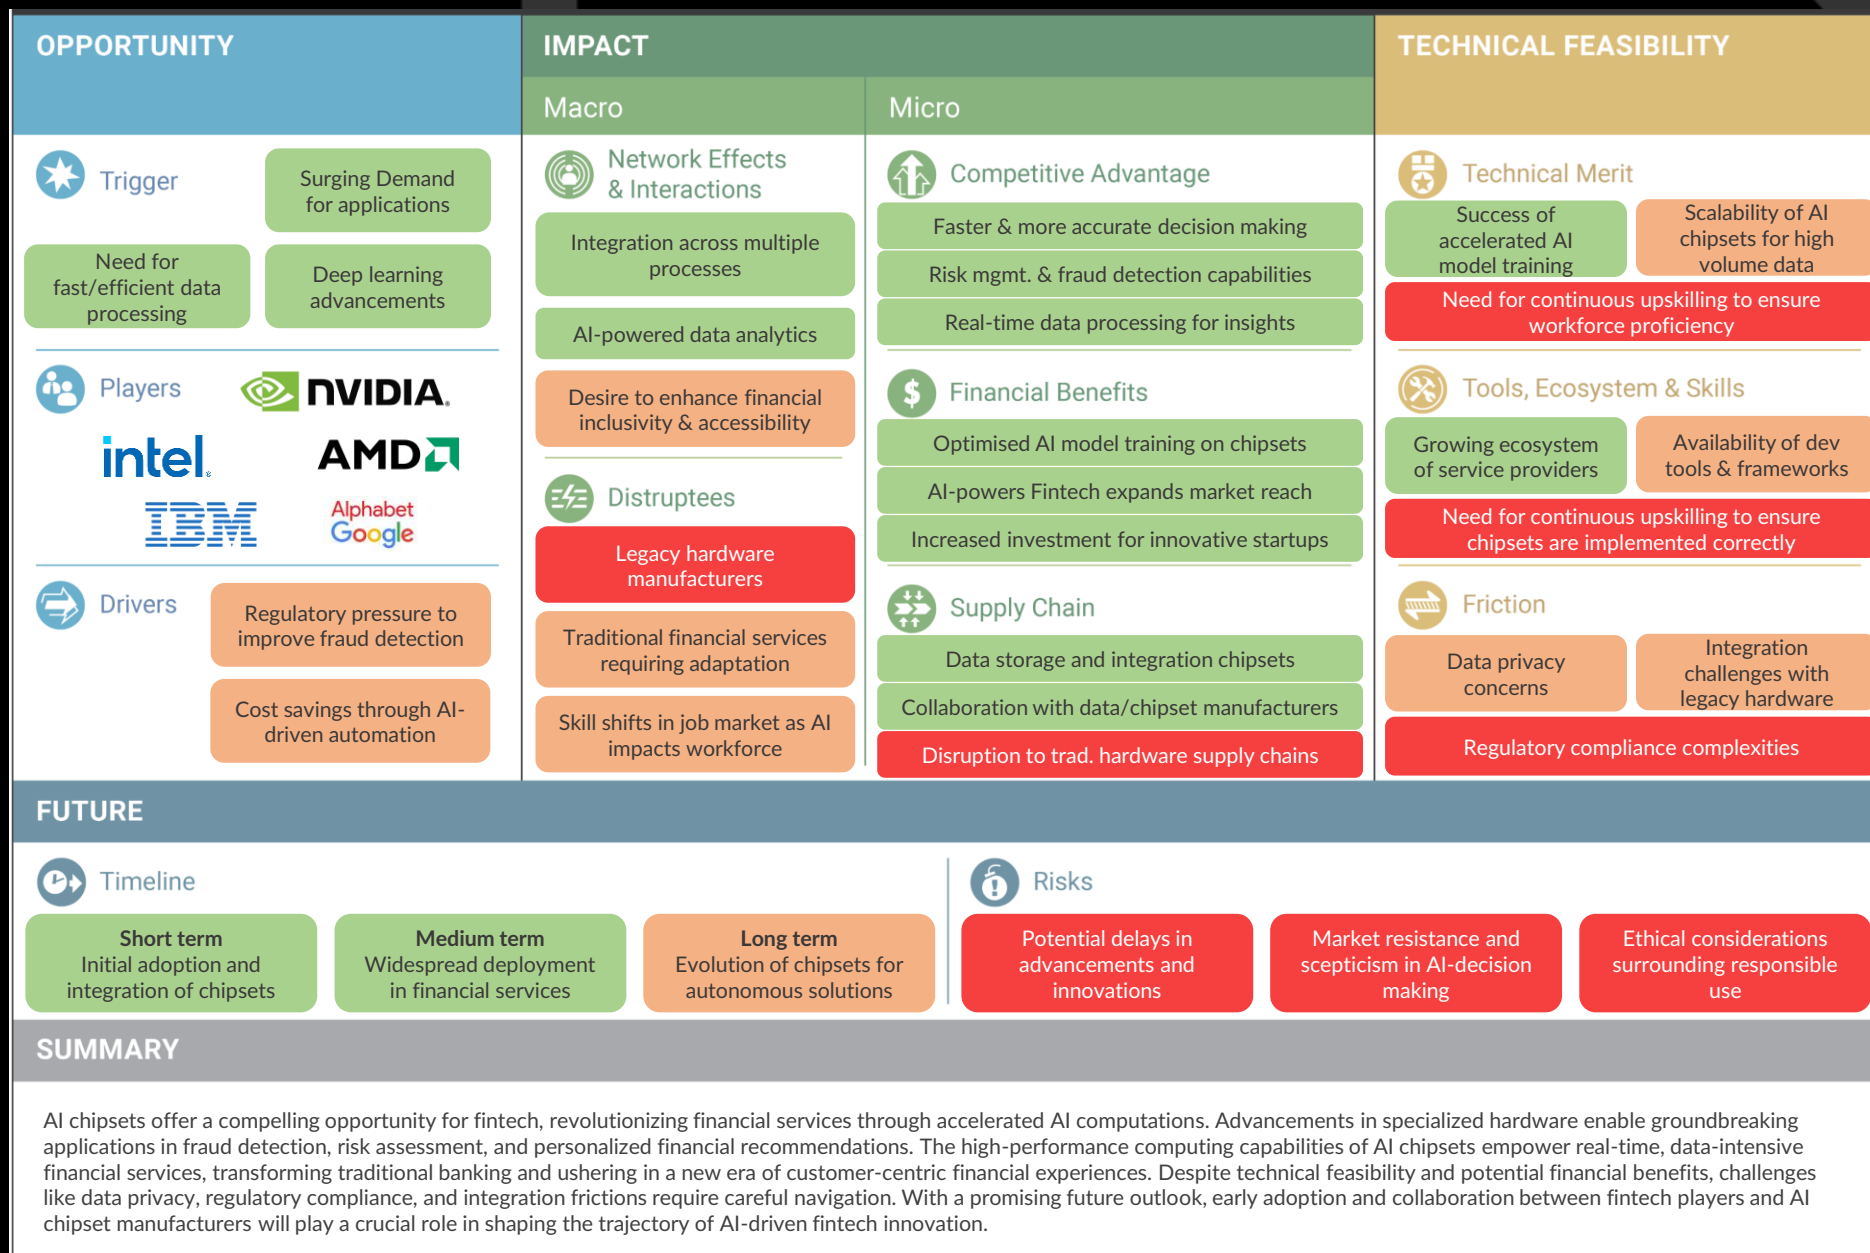 OPPORTUNITY
Trigger
Surging Demand
for applications
Need for
fast/efficient data
processing
Deep learning
advancements
Players
NVIDIA.
intel.
AMD
IBM
Alphabet
Google
Drivers
Regulatory pressure to
improve fraud detection
Cost savings through AI-
driven automation
IMPACT
Macro
Network Effects
& Interactions
Integration across multiple
processes
AI-powered data analytics
Desire to enhance financial
inclusivity & accessibility
Distruptees
Legacy hardware
manufacturers
Traditional financial services
requiring adaptation
Skill shifts in job market as AI
impacts workforce
Micro
Competitive Advantage
Faster & more accurate decision making
Risk mgmt. & fraud detection capabilities
Real-time data processing for insights
Financial Benefits
Optimised AI model training on chipsets
AI-powers Fintech expands market reach
Increased investment for innovative startups
Supply Chain
Data storage and integration chipsets
Collaboration with data/chipset manufacturers
Disruption to trad. hardware supply chains
TECHNICAL FEASIBILITY
Technical Merit
Success of
accelerated AI
model training
Scalability of AI
chipsets for high
volume data
Need for continuous upskilling to ensure
workforce proficiency
Tools, Ecosystem & Skills
Growing ecosystem
of service providers
Availability of dev
tools & frameworks
Need for continuous upskilling to ensure
chipsets are implemented correctly
Friction
Data privacy
concerns
Integration
challenges with
legacy hardware
Regulatory compliance complexities
FUTURE
Timeline
Short term
Initial adoption and
integration of chipsets
Medium term
Widespread deployment
in financial services
Long term
Evolution of chipsets for
autonomous solutions
Risks
Potential delays in
advancements and
innovations
Market resistance and
scepticism in AI-decision
making
Ethical considerations
surrounding responsible
use
SUMMARY
AI chipsets offer a compelling opportunity for fintech, revolutionizing financial services through accelerated AI computations. Advancements in specialized hardware enable groundbreaking
applications in fraud detection, risk assessment, and personalized financial recommendations. The high-performance computing capabilities of AI chipsets empower real-time, data-intensive
financial services, transforming traditional banking and ushering in a new era of customer-centric financial experiences. Despite technical feasibility and potential financial benefits, challenges
like data privacy, regulatory compliance, and integration frictions require careful navigation. With a promising future outlook, early adoption and collaboration between fintech players and AI
chipset manufacturers will play a crucial role in shaping the trajectory of AI-driven fintech innovation.